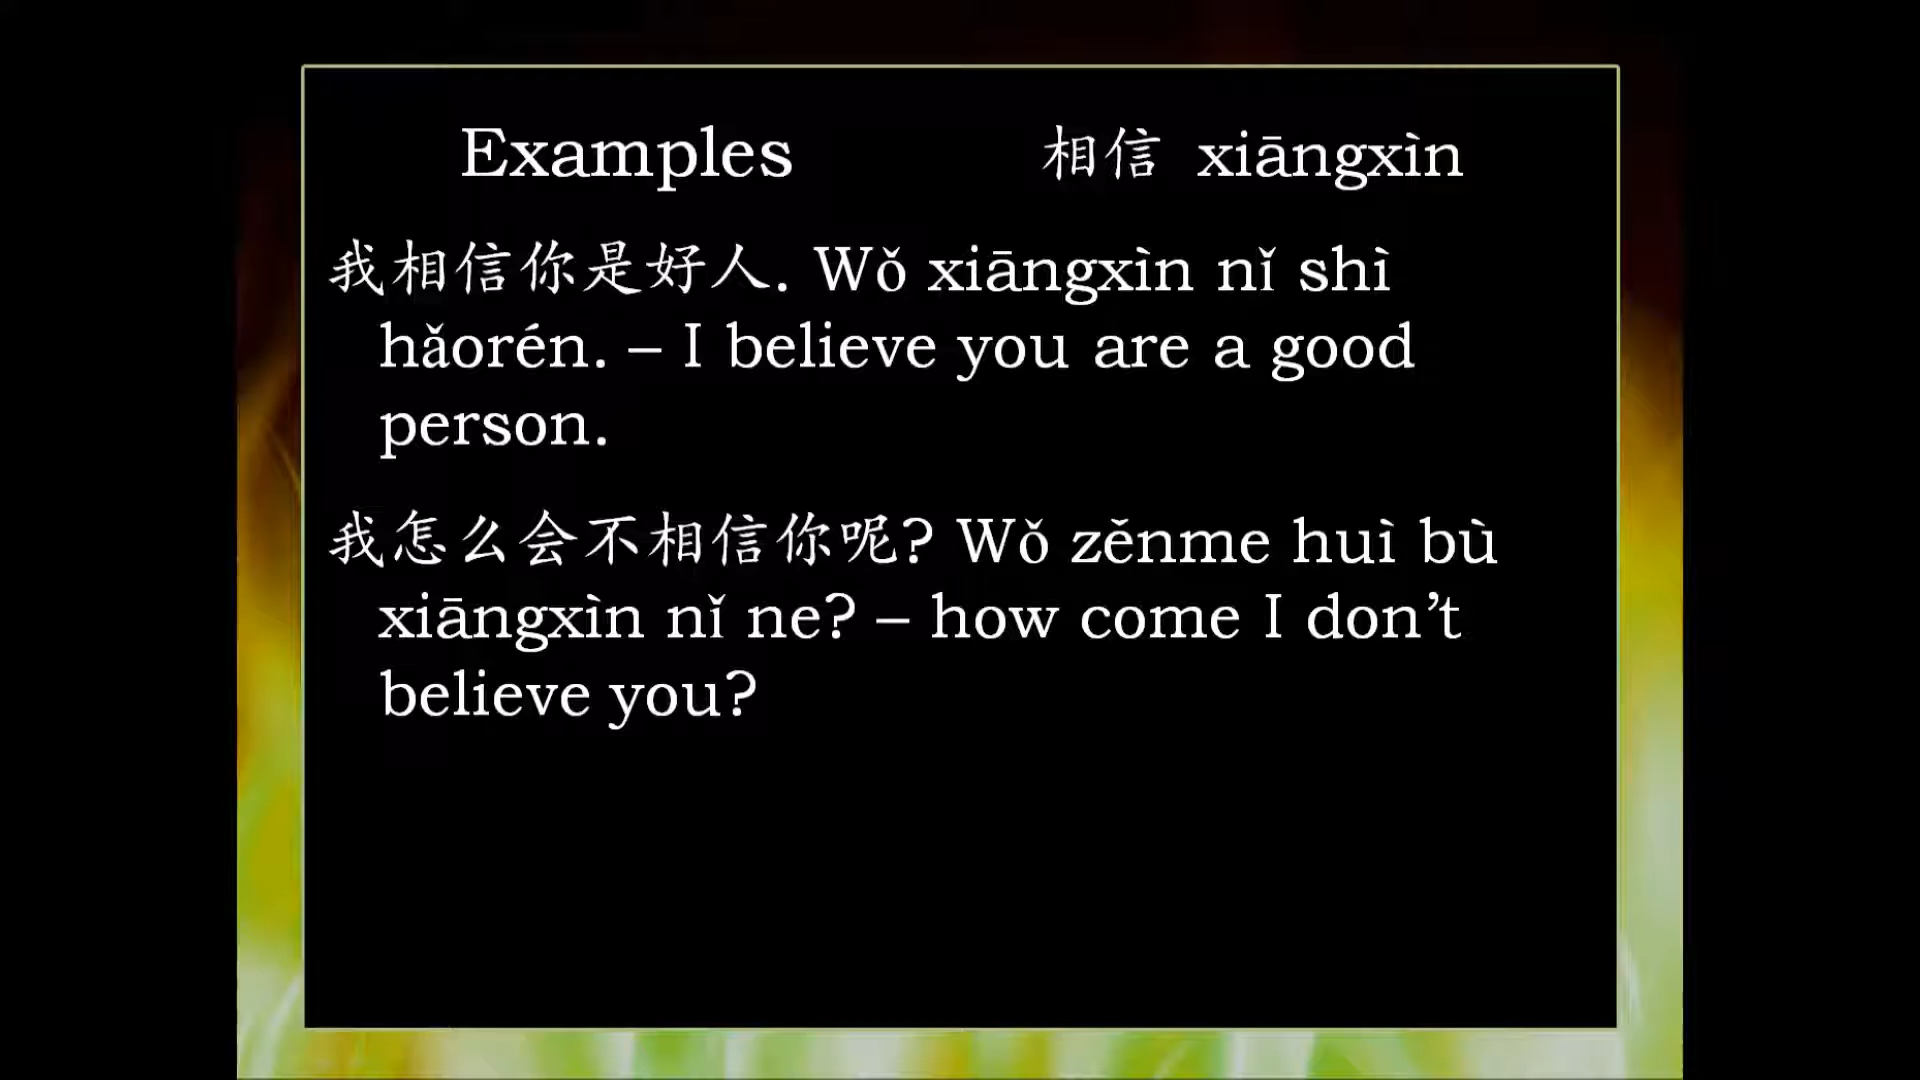 Examples 相信 xiāngxìn
我相信你是好人. Wǒ xiāngxìn nǐ shì
hǎorén. – I believe you are a good
person.
我怎么会不相信你呢? Wǒ zěnme huì bù
xiāngxìn nǐ ne? – how come I don’t
believe you?